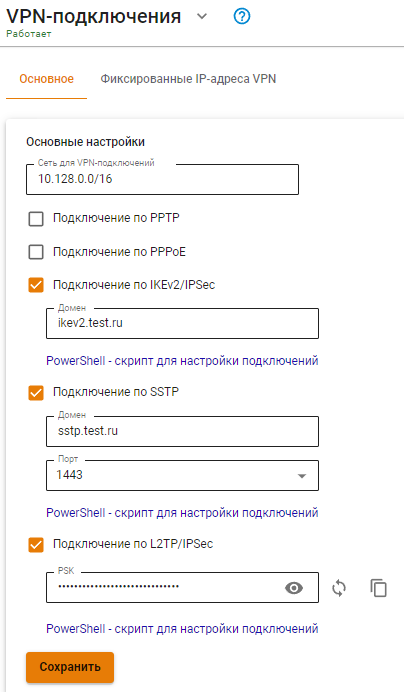 VPN-подключения
Работает
Основное Фиксированные IP-адреса VPN
Основные настройки
Сеть для VPN-подключений
10.128.0.0/16
Подключение по PPTP
Подключение по PPPoE
Подключение по IKEv2/IPSec
Домен
ikev2.test.ru
PowerShell - скрипт для настройки подключений
Подключение по SSTP
Домен
sstp.test.ru
Порт
1443
PowerShell - скрипт для настройки подключений
Подключение по L2TP/IPSec
PSK
••••••••••••••••••••••••••••••
PowerShell - скрипт для настройки подключений
Сохранить